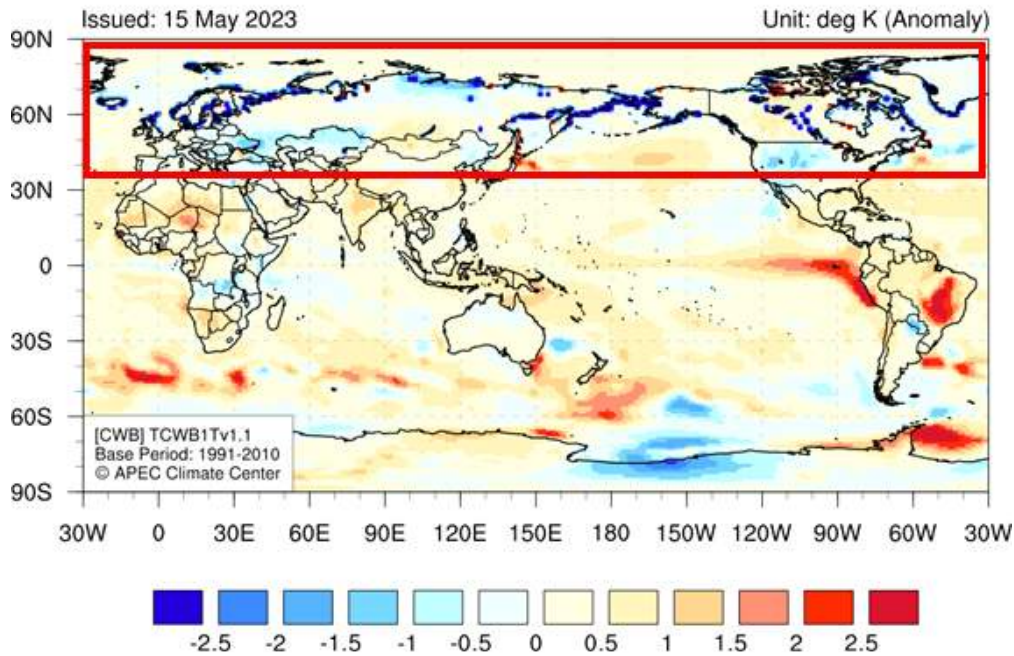 Issued: 15 May 2023
Unit: deg K (Anomaly)
90N
60N
30N
0
30S
60S
90S
[CWB] TCWB1Tv1.1
Base Period: 1991-2010
© APEC Climate Center
30W 0 30E 60E 90E 120E 150E 180 150W 120W 90W 60W 30W
-2.5 -2 -1.5 -1 -0.5 0 0.5 1 1.5 2 2.5